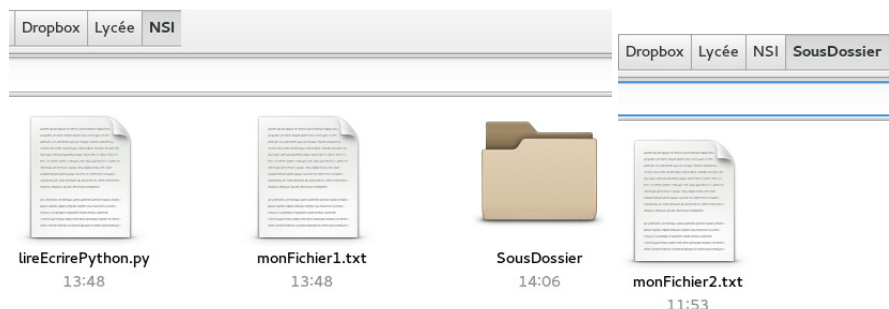 Dropbox Lycée NSI
Dropbox Lycée NSI SousDossier
lireEcrirePython.py monFichier1.txt SousDossier
13:48 13:48 14:06
monFichier2.txt
11:53